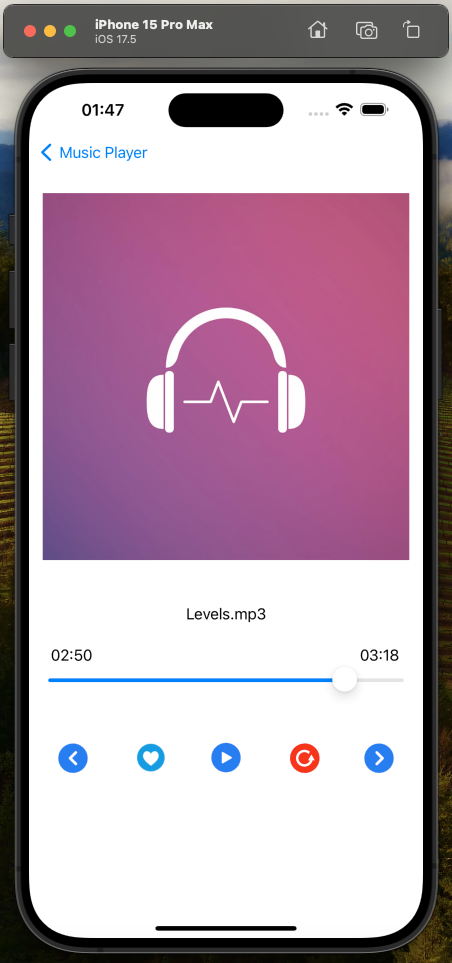 iPhone 15 Pro Max
iOS 17.5
01:47
Music Player
Levels.mp3
02:50 03:18